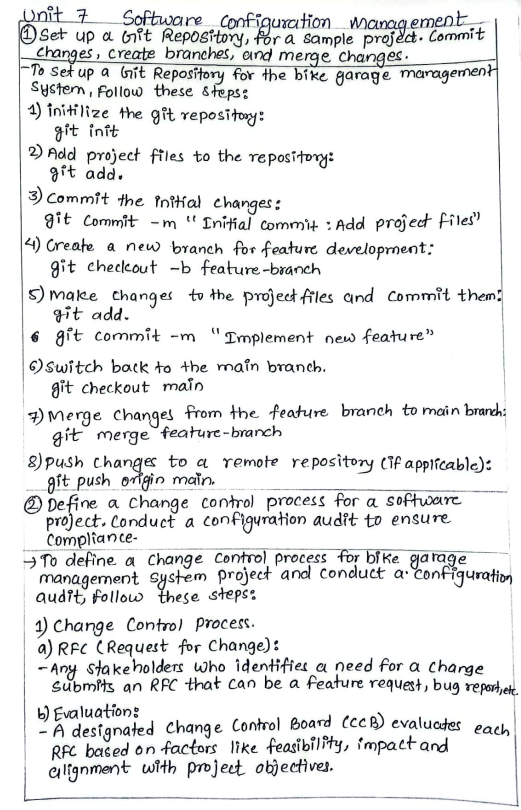 Unit 7 Software configuration management
① Set up a Gnit Repository, for a sample project. Commit
changes, create branches, and merge changes.
- To set up a Gnit Repository for the bike garage management
System, Follow these steps:
1) initilize the git repository:
git init
2) Add project files to the repository:
git add.
3) Commit the initial changes:
git Commit -m "Initial commit : Add project files"
4) Create a new branch for feature development:
git checkout -b feature-branch
5) Make changes to the project files and commit them:
git add.
6 git commit -m "Implement new feature"
6) Switch back to the main branch.
git checkout main
7) Merge Changes from the feature branch to main branch:
git merge feature-branch
8) Push changes to a remote repository (if applicable):
git push origin main.
② Define a Change control process for a software
project. Conduct a configuration audit to ensure
Compliance-
→ To define a Change Control process for bike garage
management system project and conduct a configuration
audit, follow these steps:
1) Change Control Process.
a) RFC (Request for Change):
- Any stakeholders who identifies a need for a change
Submits an RFC that can be a feature request, bug report, etc.
b) Evaluation:
- A designated Change Control Board (CCB) evaluates each
RFC based on factors like feasibility, impact and
alignment with project objectives.